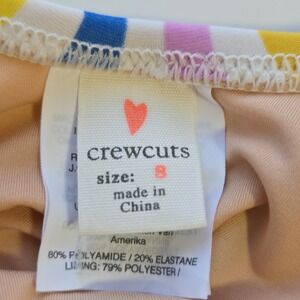 crewcuts
size: 8
made in
China
R
J.
Amerika
80% POLYAMIDE / 20% ELASTANE
LINING: 79% POLYESTER /